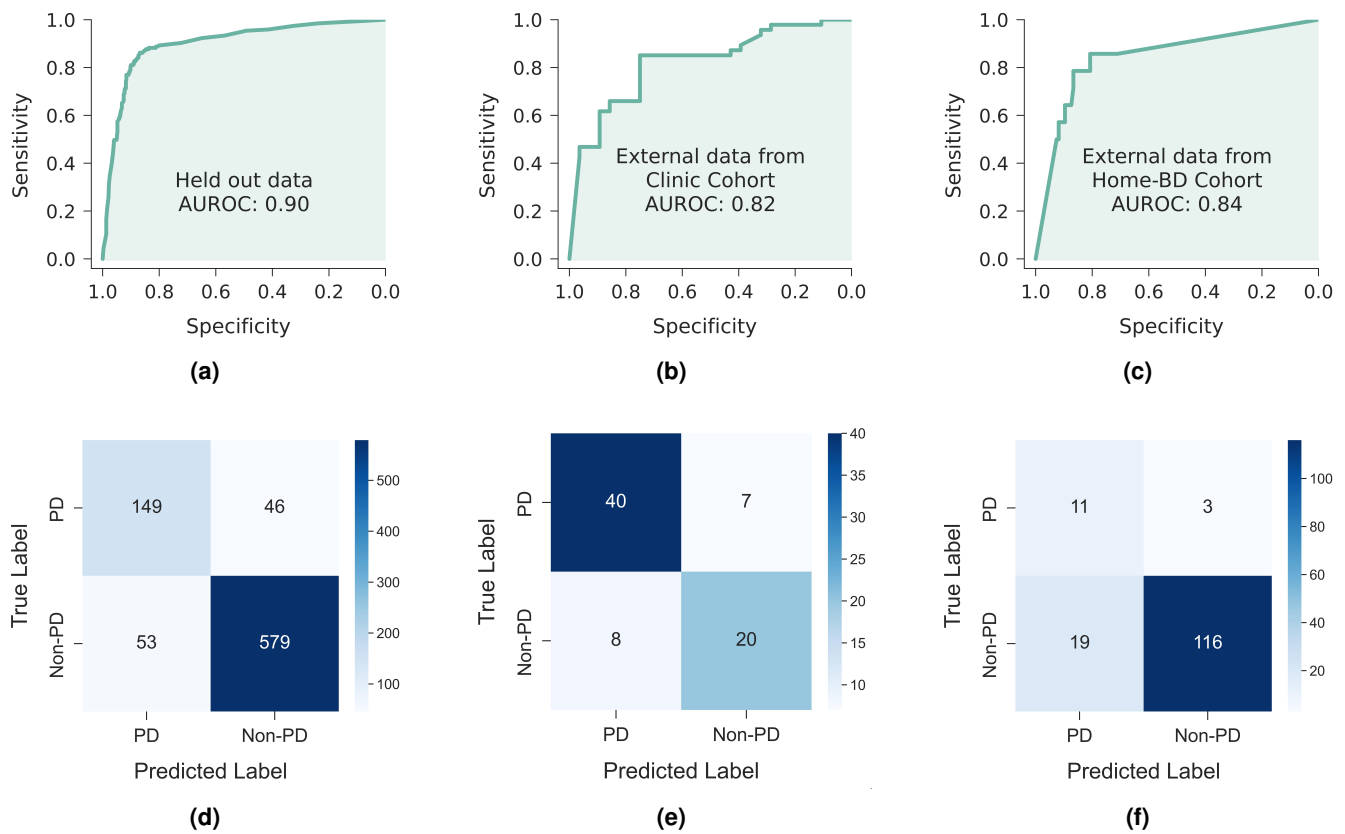 1.0
0.8
0.6
0.4
0.2
0.0
Sensitivity
Held out data
AUROC: 0.90
1.0 0.8 0.6 0.4 0.2 0.0
Specificity
(a)
1.0
0.8
0.6
0.4
0.2
0.0
Sensitivity
External data from
Clinic Cohort
AUROC: 0.82
1.0 0.8 0.6 0.4 0.2 0.0
Specificity
(b)
1.0
0.8
0.6
0.4
0.2
0.0
Sensitivity
External data from
Home-BD Cohort
AUROC: 0.84
1.0 0.8 0.6 0.4 0.2 0.0
Specificity
(c)
True Label
PD
149 46
Non-PD
53 579
PD Non-PD
Predicted Label
500
400
300
200
100
(d)
True Label
PD
40 7
Non-PD
8 20
PD Non-PD
Predicted Label
40
35
30
25
20
15
10
(e)
True Label
PD
11 3
Non-PD
19 116
PD Non-PD
Predicted Label
100
80
60
40
20
(f)